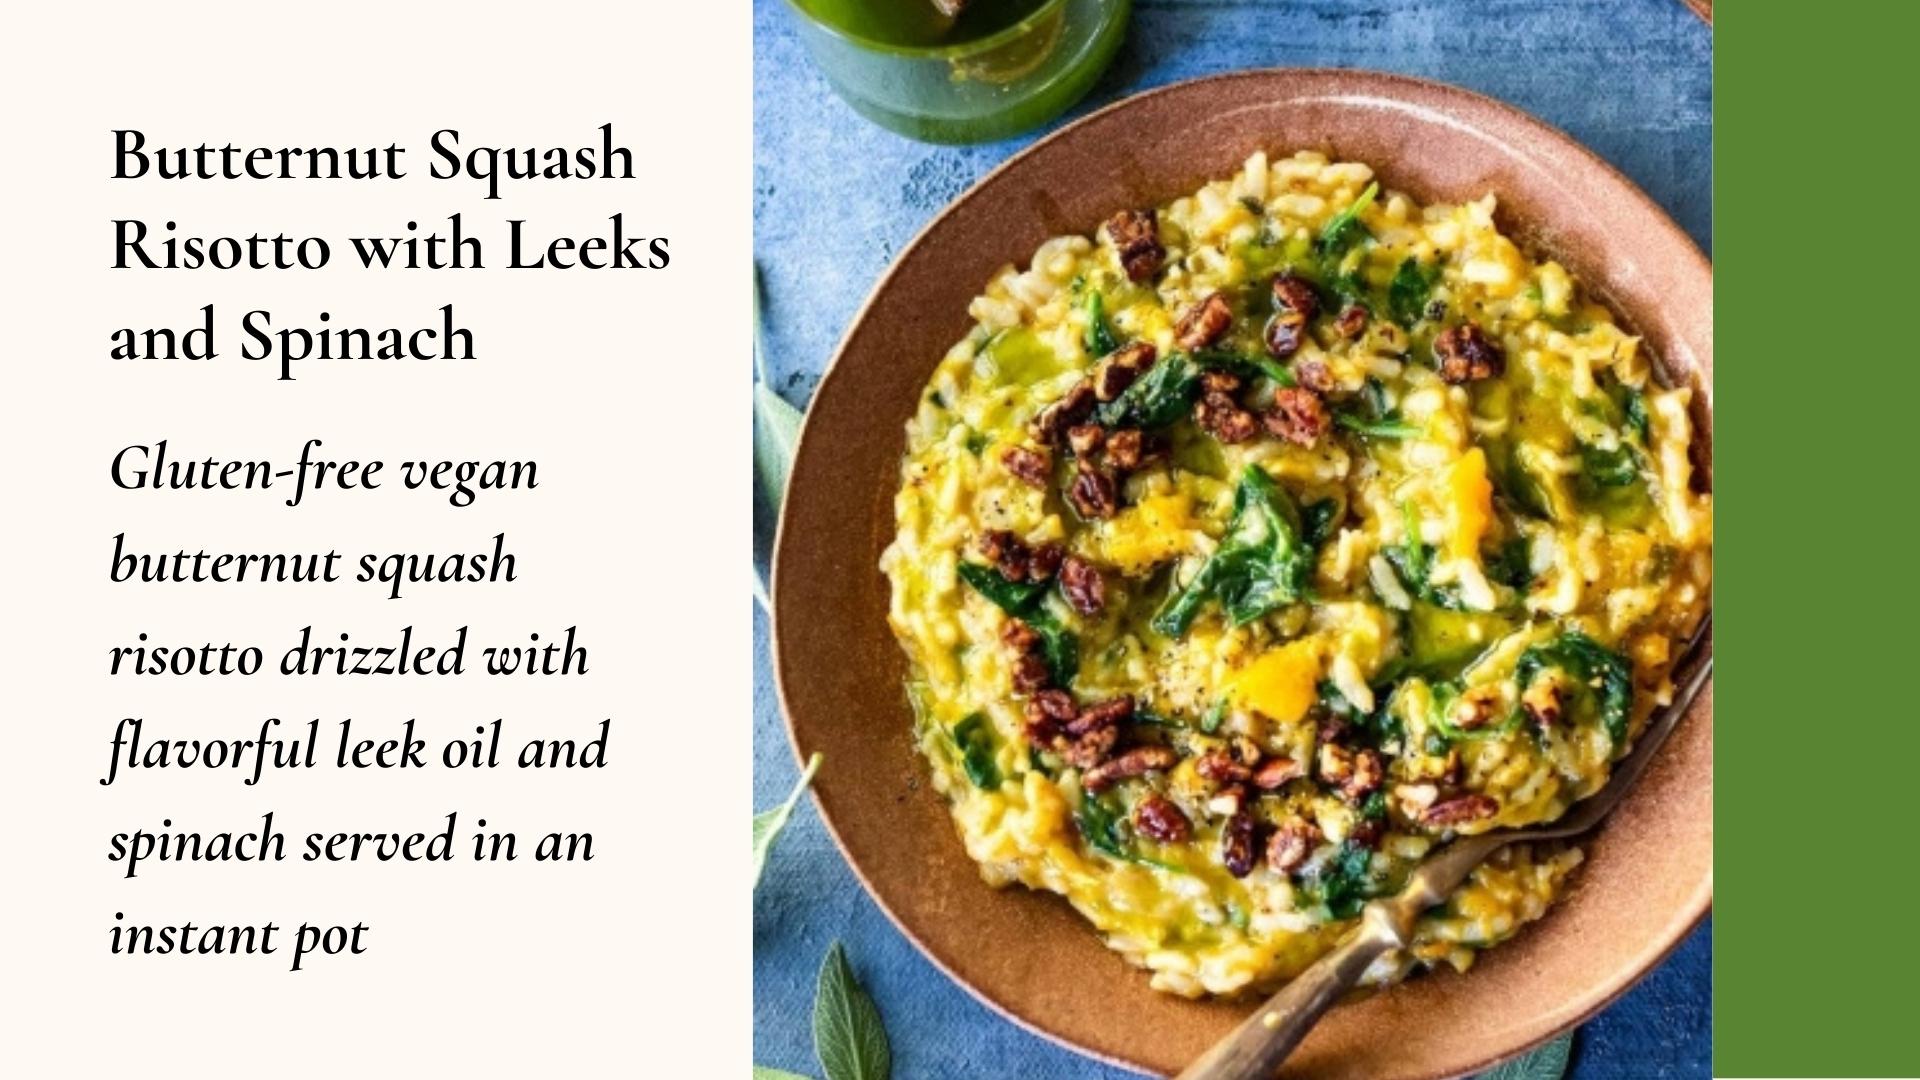 Butternut Squash
Risotto with Leeks
and Spinach
Gluten-free vegan
butternut squash
risotto drizzled with
flavorful leek oil and
spinach served in an
instant pot